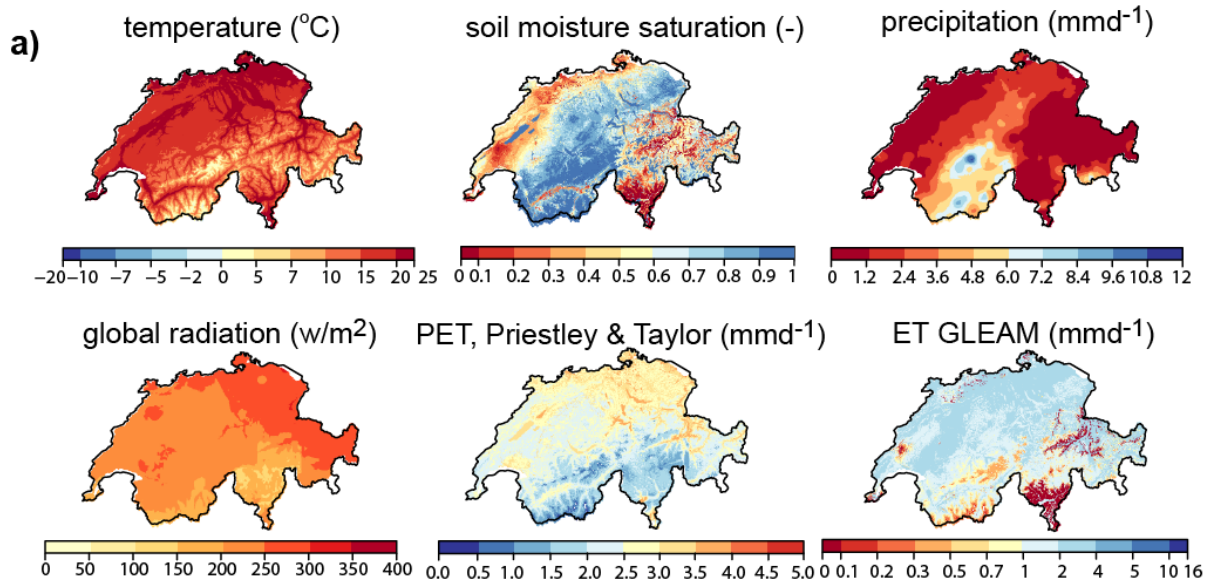 a)
temperature (°C)
soil moisture saturation (-)
precipitation (mmd-1)
−20 −10 −7 −5 −2 0 5 7 10 15 20 25
0 0.1 0.2 0.3 0.4 0.5 0.6 0.7 0.8 0.9 1
0 1.2 2.4 3.6 4.8 6.0 7.2 8.4 9.6 10.8 12
global radiation (w/m2)
PET, Priestley & Taylor (mmd-1)
ET GLEAM (mmd-1)
0 50 100 150 200 250 300 350 400
0.0 0.5 1.0 1.5 2.0 2.5 3.0 3.5 4.0 4.5 5.0
0 0.1 0.2 0.5 0.7 1 2 4 5 10 16